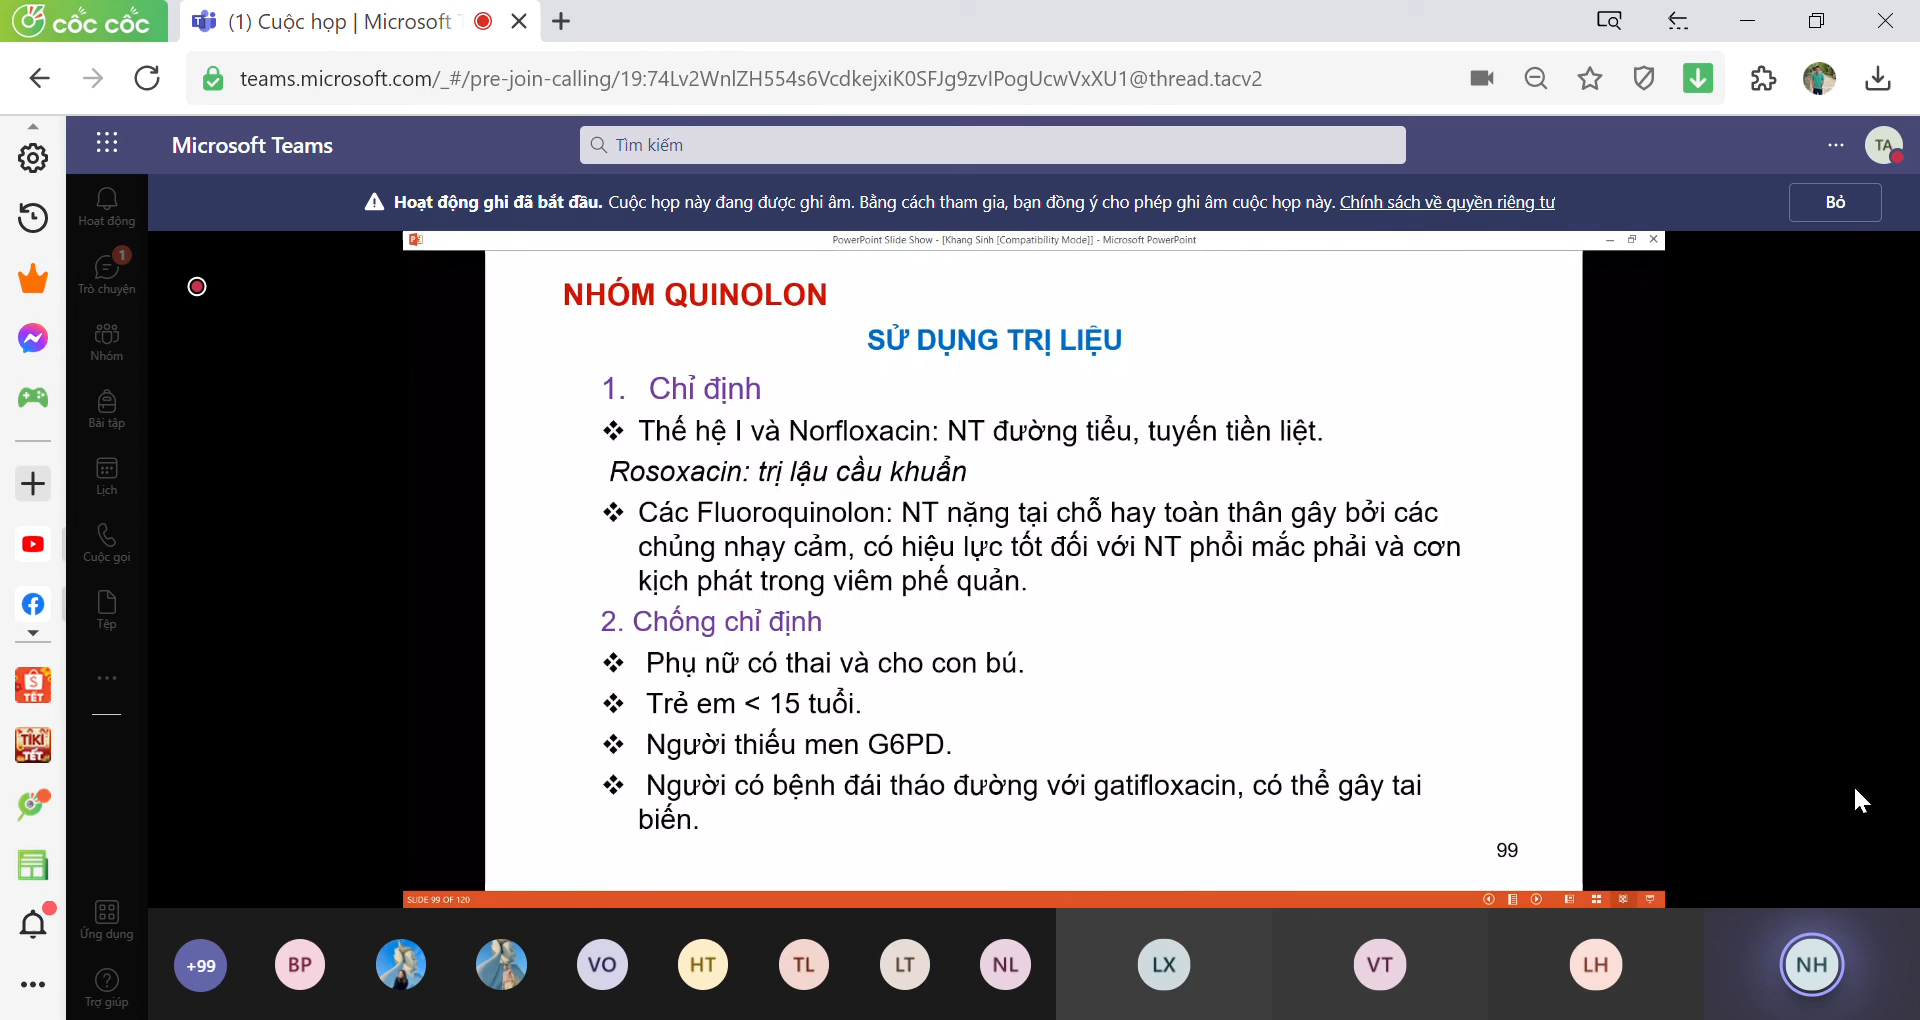 cốc cốc
(1) Cuộc họp | Microsoft T
teams.microsoft.com/_#/pre-join-calling/19:74Lv2WnlZH554s6VcdkejxiK0SFJg9zvlPogUcwVxXU1@thread.tacv2
Microsoft Teams
Tìm kiếm
TA
Hoạt động ghi đã bắt đầu. Cuộc họp này đang được ghi âm. Bằng cách tham gia, bạn đồng ý cho phép ghi âm cuộc họp này. Chính sách về quyền riêng tư
Bỏ
Hoạt động
1
Trò chuyện
Nhóm
Bài tập
Lịch
Cuộc gọi
Tệp
Ứng dụng
Trợ giúp
TẾT
TIKI
TẾT
PowerPoint Slide Show - [Khang Sinh [Compatibility Mode]] - Microsoft PowerPoint
NHÓM QUINOLON
SỬ DỤNG TRỊ LIỆU
1. Chỉ định
❖ Thế hệ I và Norfloxacin: NT đường tiểu, tuyến tiền liệt.
Rosoxacin: trị lậu cầu khuẩn
❖ Các Fluoroquinolon: NT nặng tại chỗ hay toàn thân gây bởi các
chủng nhạy cảm, có hiệu lực tốt đối với NT phổi mắc phải và cơn
kịch phát trong viêm phế quản.
2. Chống chỉ định
❖ Phụ nữ có thai và cho con bú.
❖ Trẻ em < 15 tuổi.
❖ Người thiếu men G6PD.
❖ Người có bệnh đái tháo đường với gatifloxacin, có thể gây tai
biến.
99
SLIDE 99 OF 120
+99
BP
VO
HT
TL
LT
NL
LX
VT
LH
NH